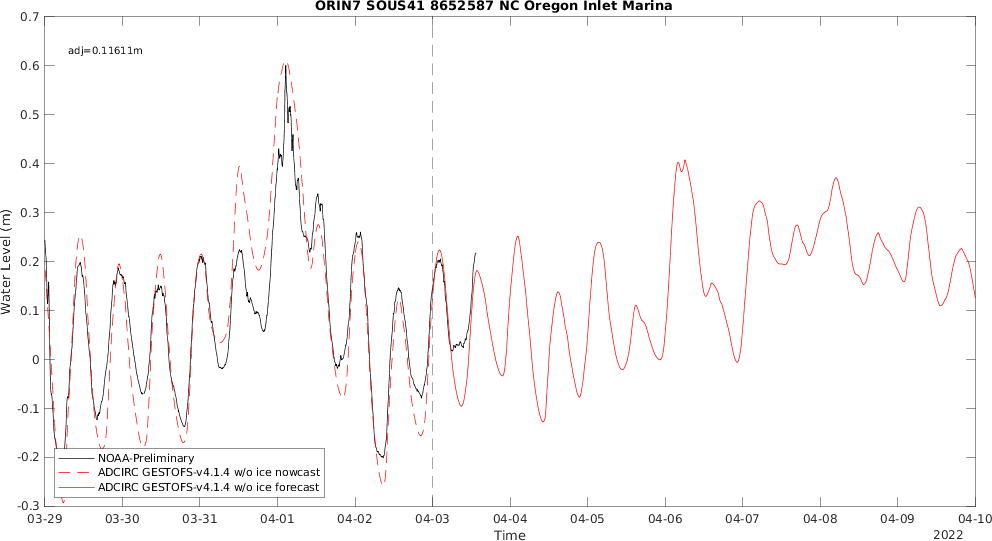 ORIN7 SOUS41 8652587 NC Oregon Inlet Marina
0.7
0.6
0.5
0.4
0.3
0.2
0.1
0
-0.1
-0.2
-0.3
Water Level (m)
adj=0.11611m
NOAA-Preliminary
ADCIRC GESTOFS-v4.1.4 w/o ice nowcast
ADCIRC GESTOFS-v4.1.4 w/o ice forecast
03-29 03-30 03-31 04-01 04-02 04-03 04-04 04-05 04-06 04-07 04-08 04-09 04-10
Time
2022